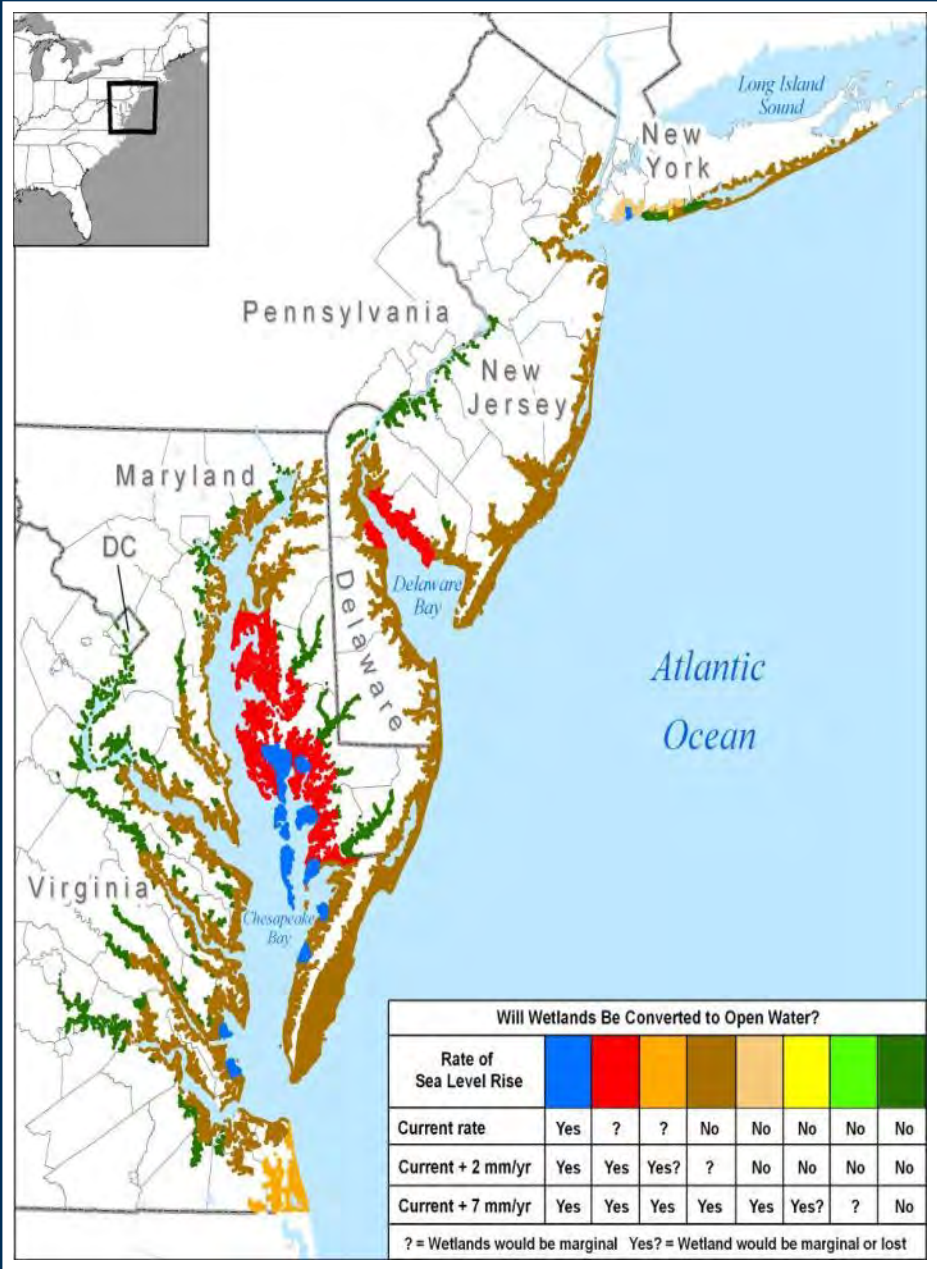 Long Island
Sound
New
York
Pennsylvania
New
Jersey
Maryland
DC
Delaware
Delaware
Bay
Atlantic
Ocean
Virginia
Chesapeake
Bay
Will Wetlands Be Converted to Open Water?
Rate of
Sea Level Rise
Current rate Yes ? ? No No No No No
Current + 2 mm/yr Yes Yes Yes? ? No No No No
Current + 7 mm/yr Yes Yes Yes Yes Yes Yes? ? No
? = Wetlands would be marginal Yes? = Wetland would be marginal or lost